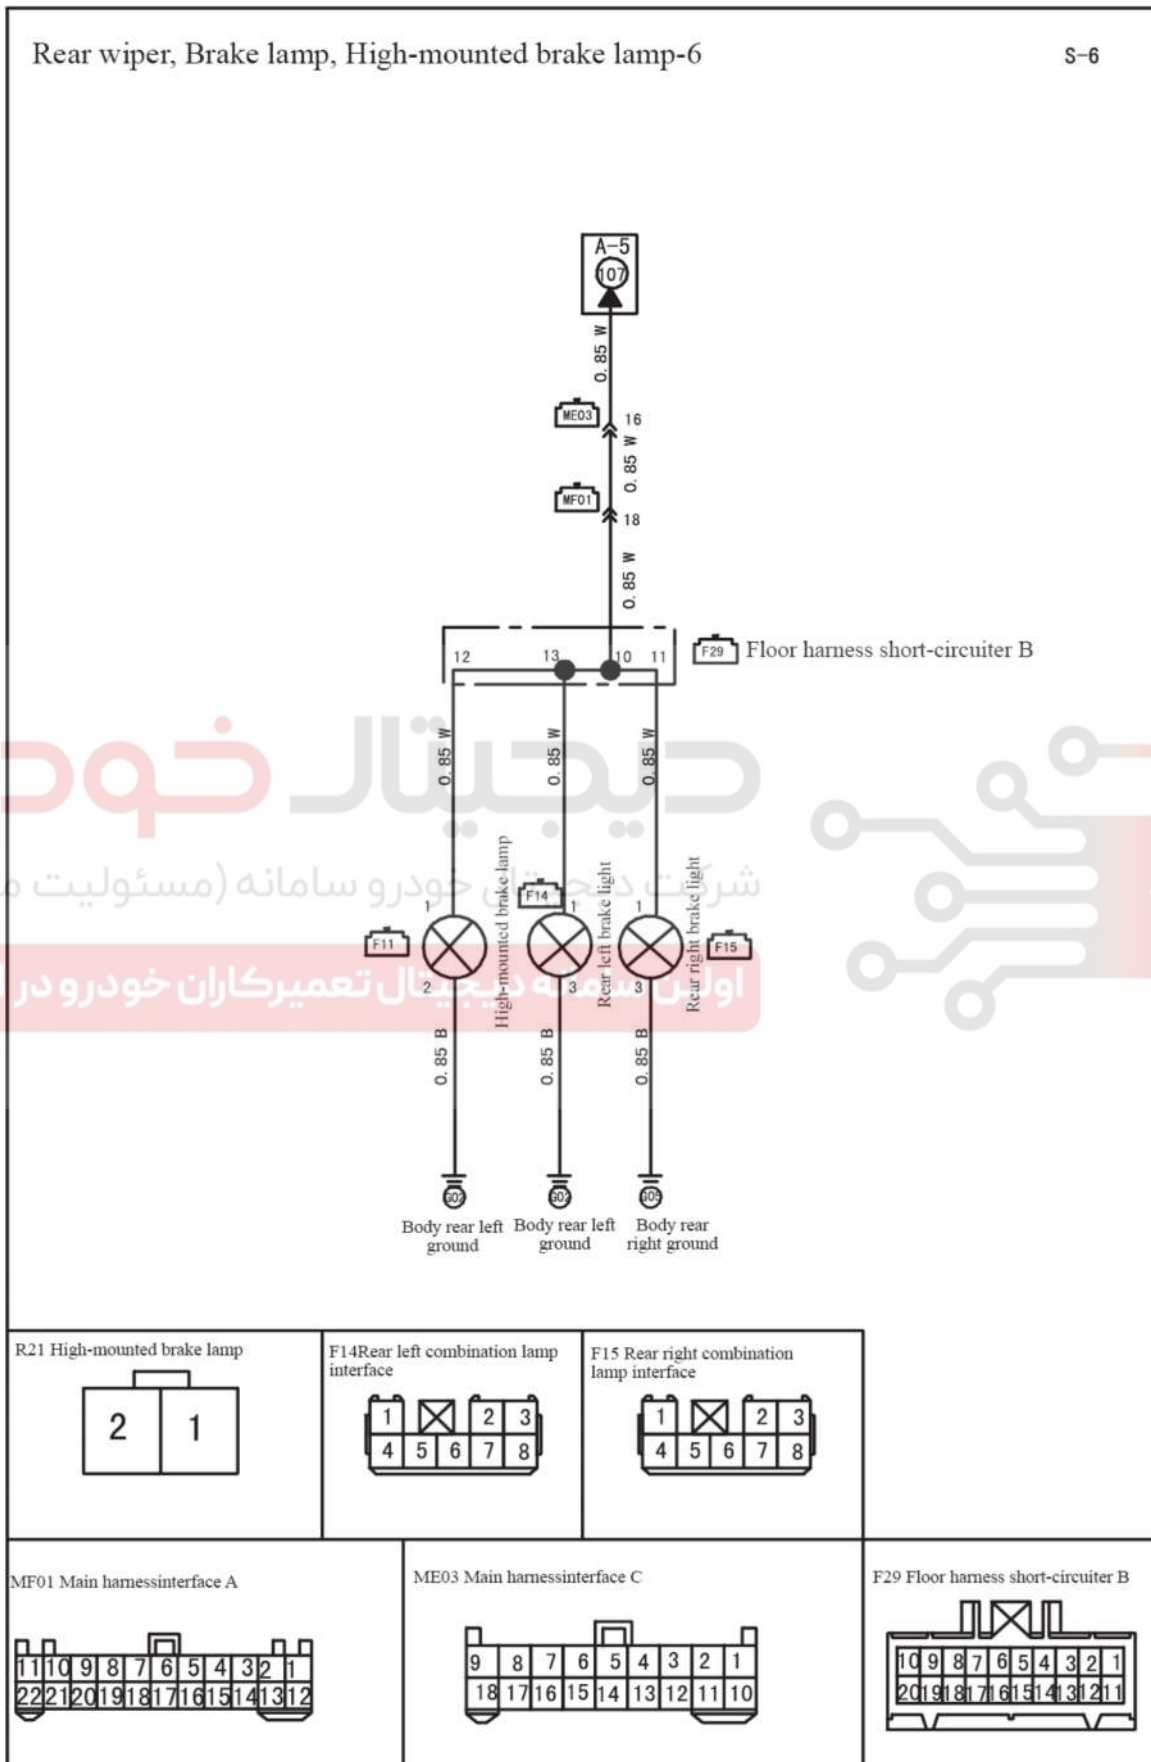 Rear wiper, Brake lamp, High-mounted brake lamp-6
S-6
A-5
107
0.85 W
ME03
16
0.85 W
MF01
18
0.85 W
12
13
10
11
F29
Floor harness short-circuiter B
0.85 W
0.85 W
0.85 W
دیجیتال خود
شرکت دیجیتال خودرو سامانه (مسئولیت
High-mounted brake lamp
Rear left brake light
Rear right brake light
F14
1
1
1
F11
F15
اولین سامانه دیجیتال تعمیرکاران خودرو در
2
3
3
0.85 B
0.85 B
0.85 B
G02
G02
G05
Body rear left
ground
Body rear left
ground
Body rear
right ground
R21 High-mounted brake lamp
2 1
F14Rear left combination lamp
interface
1 2 3
4 5 6 7 8
F15 Rear right combination
lamp interface
1 2 3
4 5 6 7 8
MF01 Main harnessinterface A
11 10 9 8 7 6 5 4 3 2 1
22 21 20 19 18 17 16 15 14 13 12
ME03 Main harnessinterface C
9 8 7 6 5 4 3 2 1
18 17 16 15 14 13 12 11 10
F29 Floor harness short-circuiter B
10 9 8 7 6 5 4 3 2 1
20 19 18 17 16 15 14 13 12 11